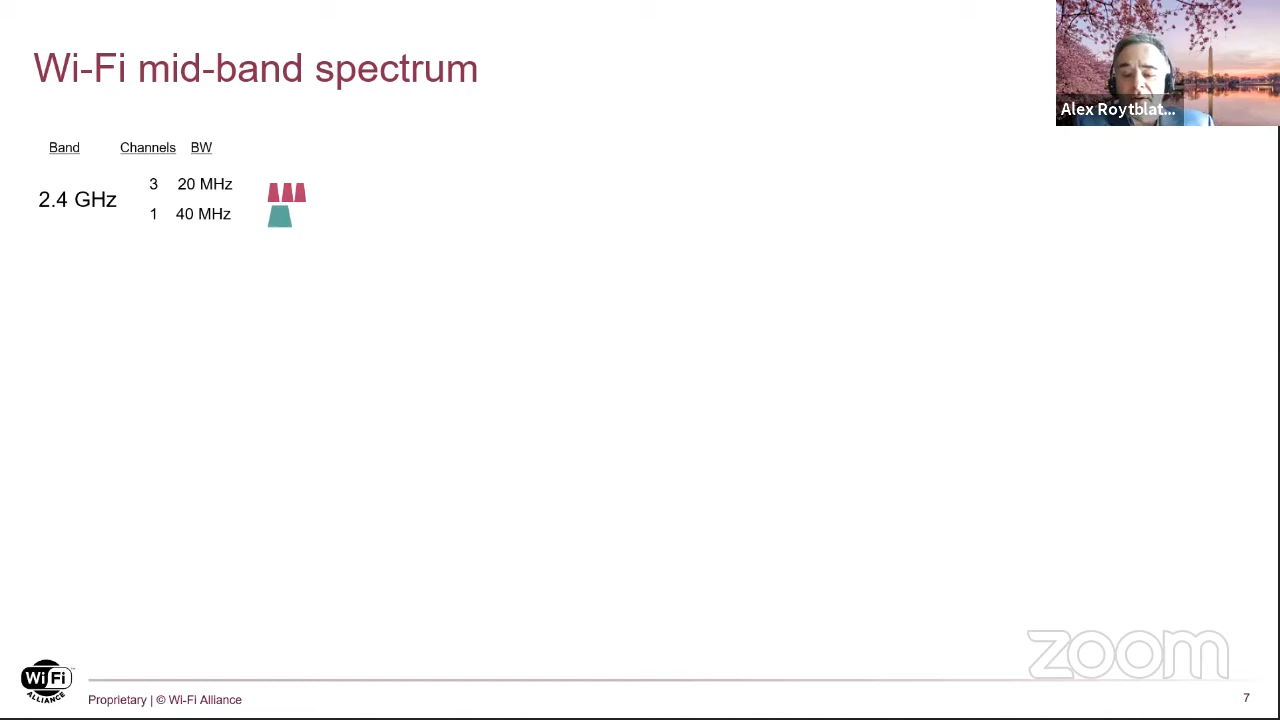 Wi-Fi mid-band spectrum
Alex Roytblat...
Band Channels BW
2.4 GHz
3 20 MHz
1 40 MHz
zoom
Wi Fi
ALLIANCE
Proprietary | © Wi-Fi Alliance
7